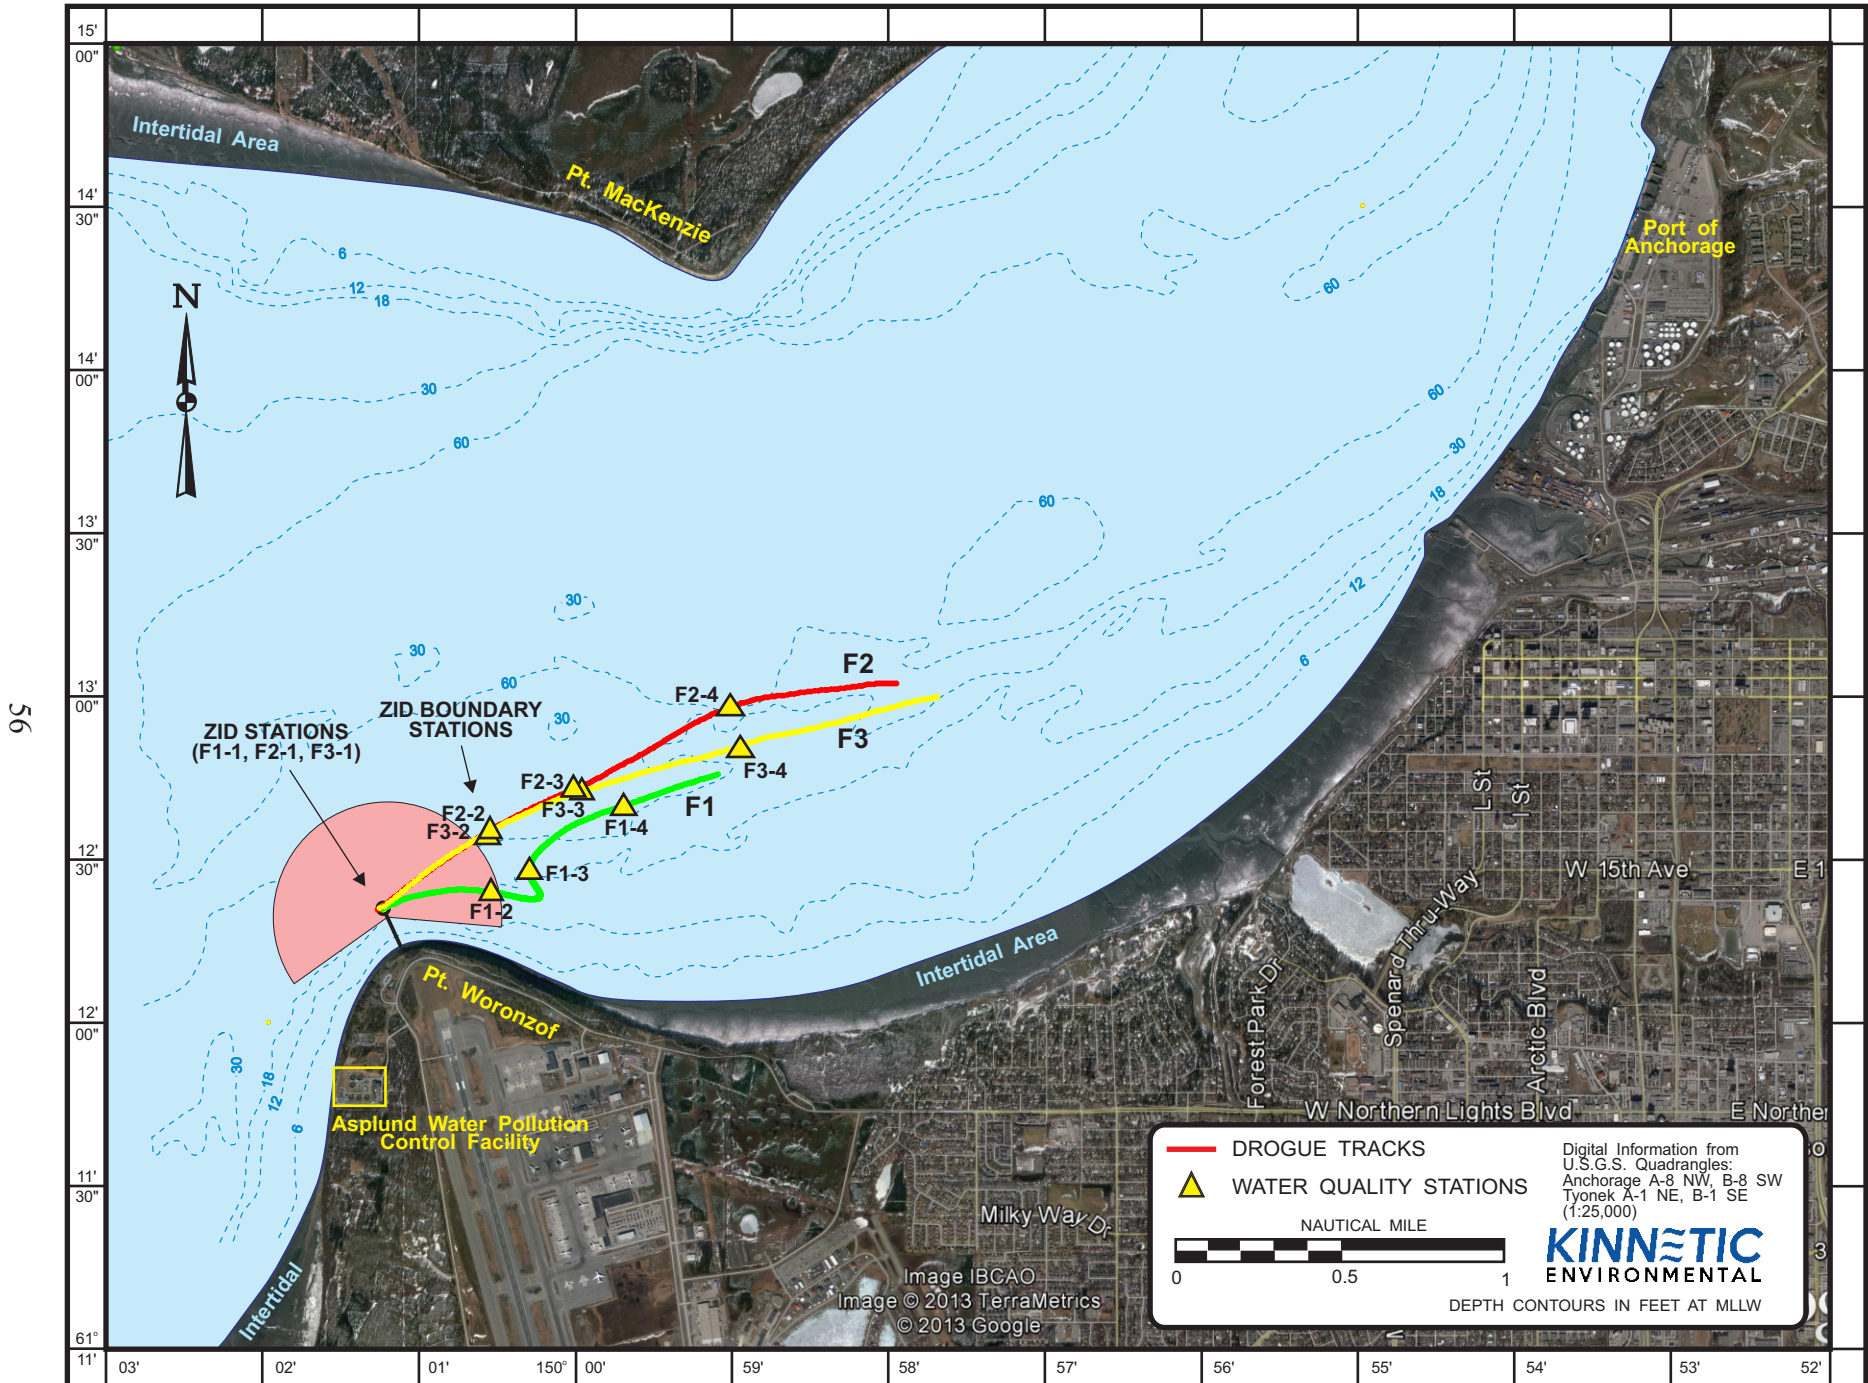 15'
00"
14'
30"
14'
00"
13'
30"
13'
00"
12'
30"
12'
00"
11'
30"
61°
11'
56
Intertidal Area
Pt. MacKenzie
Port of
Anchorage
N
6
12
18
30
60
60
60
30
18
12
6
60
30
30
60
30
F2
F2-4
F3
F3-4
F1
F1-4
F2-3
F3-3
F2-2
F3-2
F1-3
F1-2
ZID BOUNDARY
STATIONS
ZID STATIONS
(F1-1, F2-1, F3-1)
Pt. Woronzof
Intertidal Area
30
18
12
6
Asplund Water Pollution
Control Facility
Intertidal
L St
I St
W 15th Ave
E 1
Spenard Thru-Way
Forest Park Dr
Arctic Blvd
W Northern Lights Blvd
E Norther
Milky Way Dr
Image IBCAO
Image © 2013 TerraMetrics
© 2013 Google
DROGUE TRACKS
WATER QUALITY STATIONS
NAUTICAL MILE
0 0.5 1
Digital Information from
U.S.G.S. Quadrangles:
Anchorage A-8 NW, B-8 SW
Tyonek A-1 NE, B-1 SE
(1:25,000)
KINNETIC
ENVIRONMENTAL
DEPTH CONTOURS IN FEET AT MLLW
03' 02' 01' 150° 00' 59' 58' 57' 56' 55' 54' 53' 52'